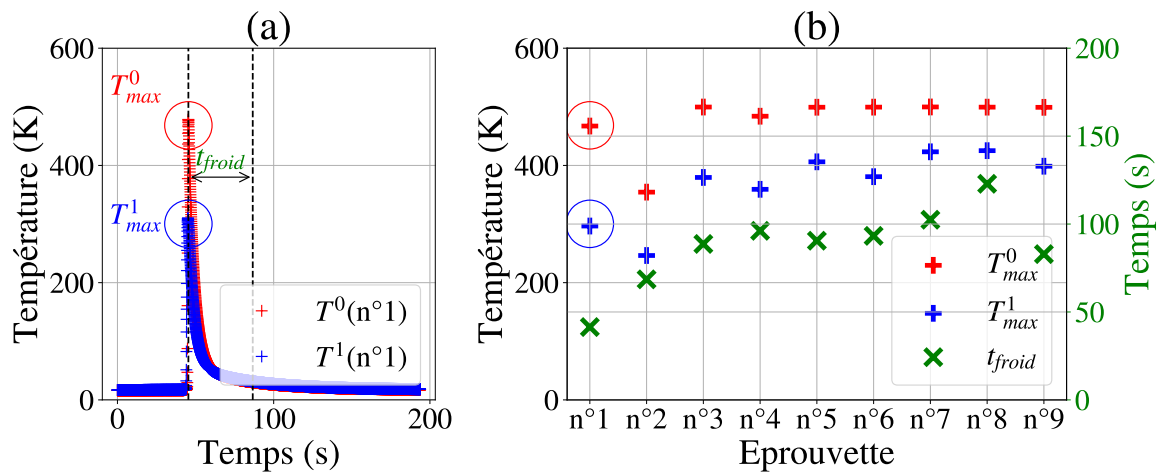 (a)
600
400
200
0
Température (K)
T⁰max
T¹max
t_froid
T⁰(n°1)
T¹(n°1)
0 100 200
Temps (s)
(b)
600
400
200
0
Température (K)
200
150
100
50
0
Temps (s)
T⁰max
T¹max
t_froid
n°1 n°2 n°3 n°4 n°5 n°6 n°7 n°8 n°9
Eprouvette